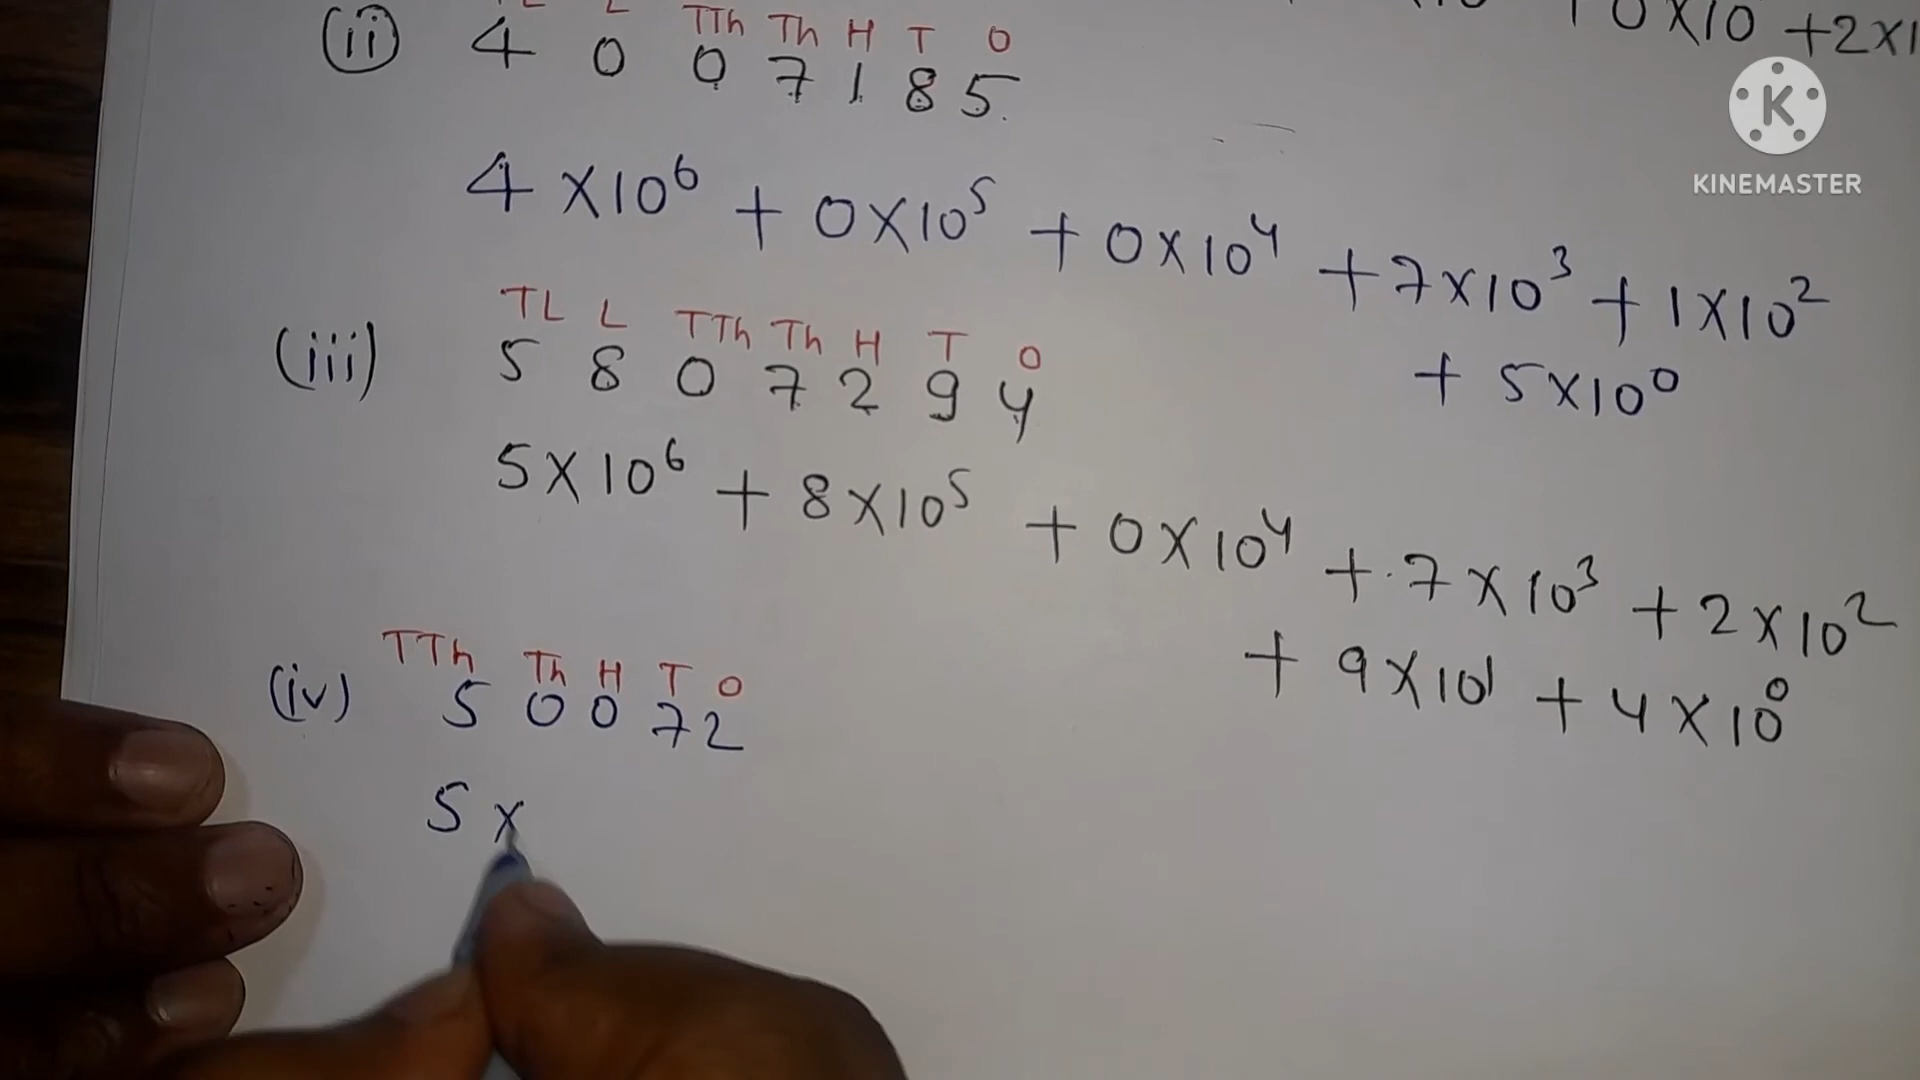 0×10 +2×1
TTh Th H T O
(ii) 4 0 0 7 1 8 5
4×10⁶ + 0×10⁵ + 0×10⁴ + 7×10³ + 1×10²
+ 5×10⁰
TL L TTh Th H T O
(iii) 5 8 0 7 2 9 4
5×10⁶ + 8×10⁵ + 0×10⁴ + 7×10³ + 2×10²
+ 9×10¹ + 4×10⁰
TTh Th H T O
(iv) 5 0 0 7 2
5×
KINEMASTER